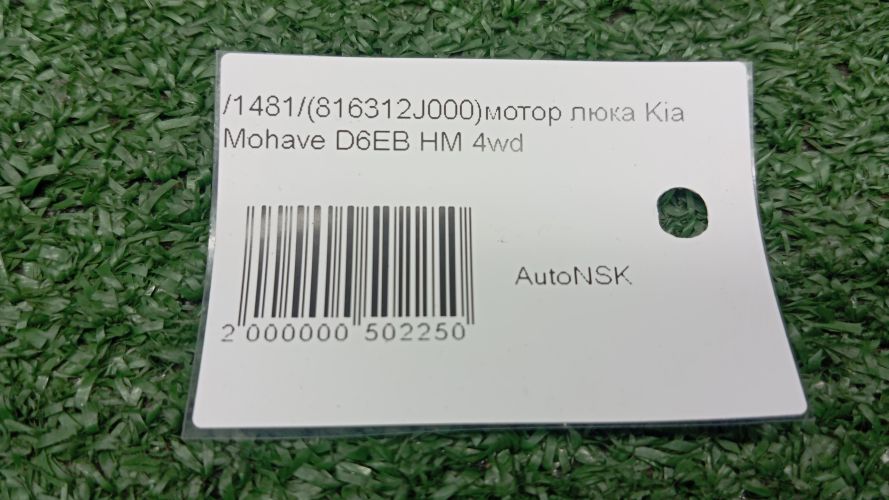 /1481/(816312J000)мотор люка Kia
Mohave D6EB HM 4wd
AutoNSK
2 000000 502250